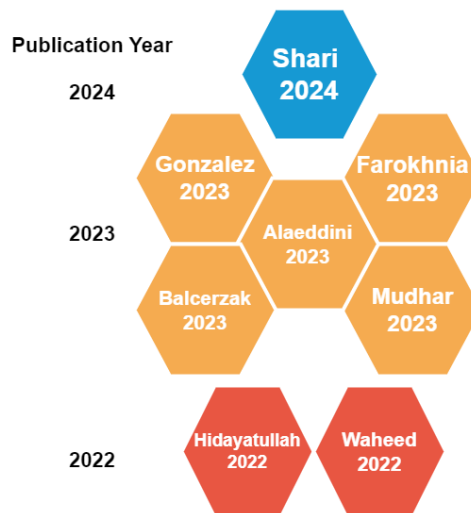 Publication Year
Shari
2024
2024
Gonzalez
2023
Farokhnia
2023
2023
Alaeddini
2023
Balcerzak
2023
Mudhar
2023
Hidayatullah
2022
Waheed
2022
2022